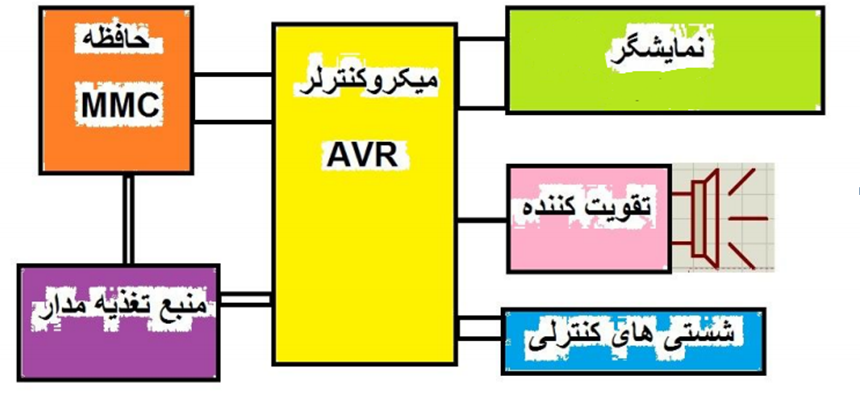 حافظه
MMC
میکروکنترلر
AVR
نمایشگر
تقویت کننده
منبع تغذیه مدار
شستی های کنترلی